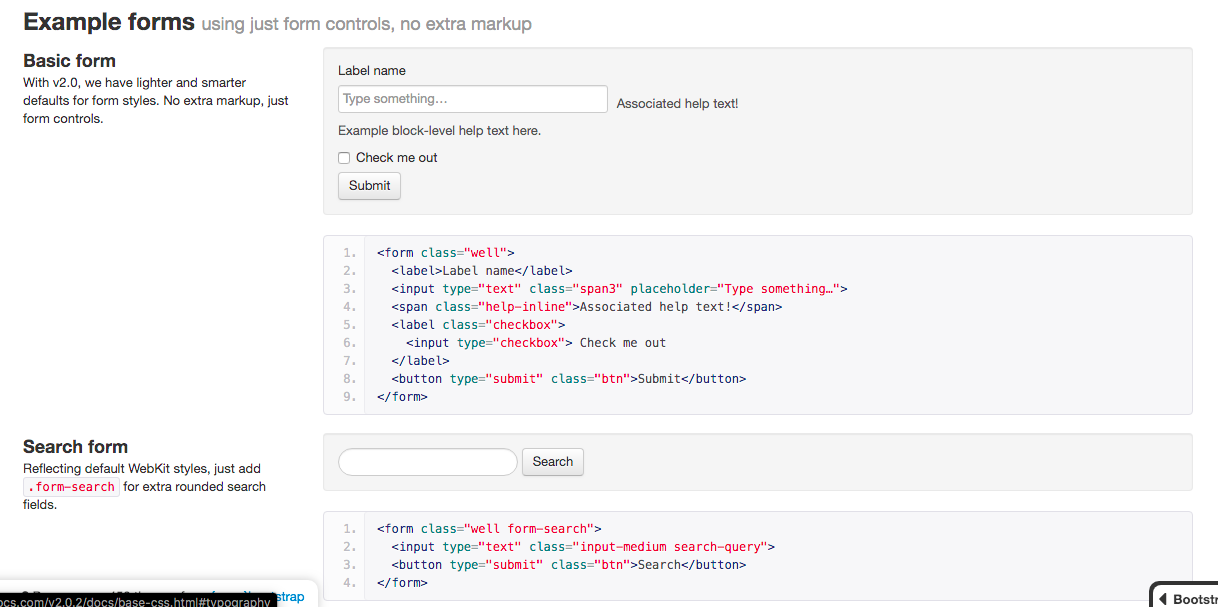 Example forms using just form controls, no extra markup
Basic form
With v2.0, we have lighter and smarter
defaults for form styles. No extra markup, just
form controls.
Label name
Type something…
Associated help text!
Example block-level help text here.
Check me out
Submit
1. <form class="well">
2. <label>Label name</label>
3. <input type="text" class="span3" placeholder="Type something…">
4. <span class="help-inline">Associated help text!</span>
5. <label class="checkbox">
6. <input type="checkbox"> Check me out
7. </label>
8. <button type="submit" class="btn">Submit</button>
9. </form>
Search form
Reflecting default WebKit styles, just add
.form-search for extra rounded search
fields.
Search
1. <form class="well form-search">
2. <input type="text" class="input-medium search-query">
3. <button type="submit" class="btn">Search</button>
4. </form>
strap
ocs.com/v2.0.2/docs/base-css.html#typography
Bootstr